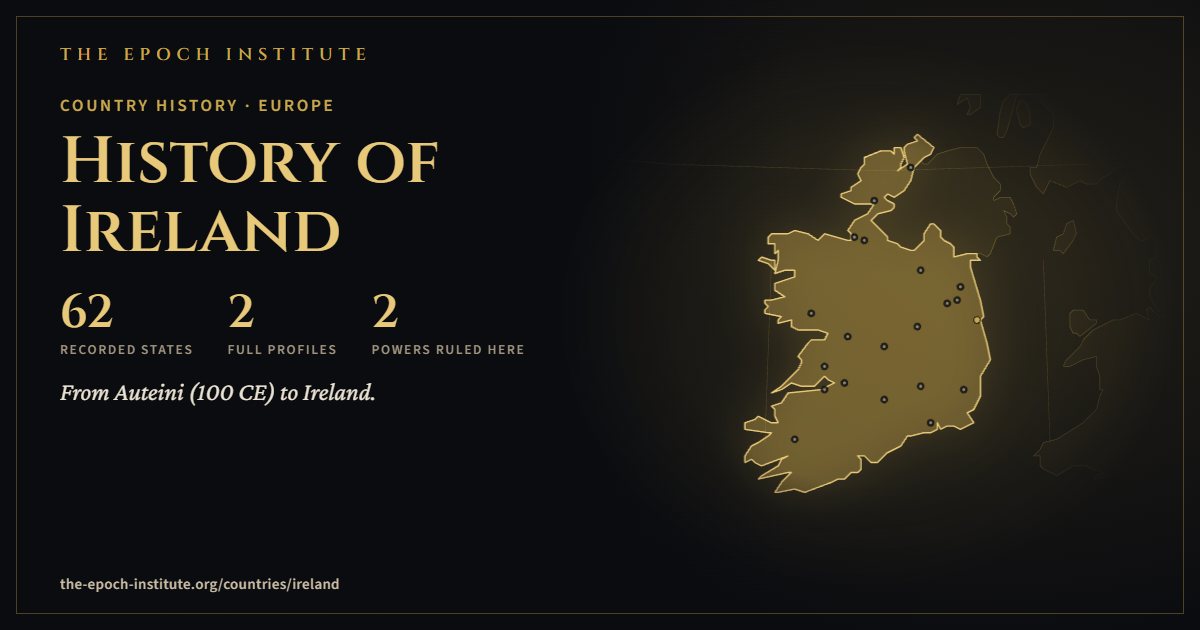 THE EPOCH INSTITUTE
COUNTRY HISTORY · EUROPE
HISTORY OF
IRELAND
62 2 2
RECORDED STATES FULL PROFILES POWERS RULED HERE
From Auteini (100 CE) to Ireland.
the-epoch-institute.org/countries/ireland